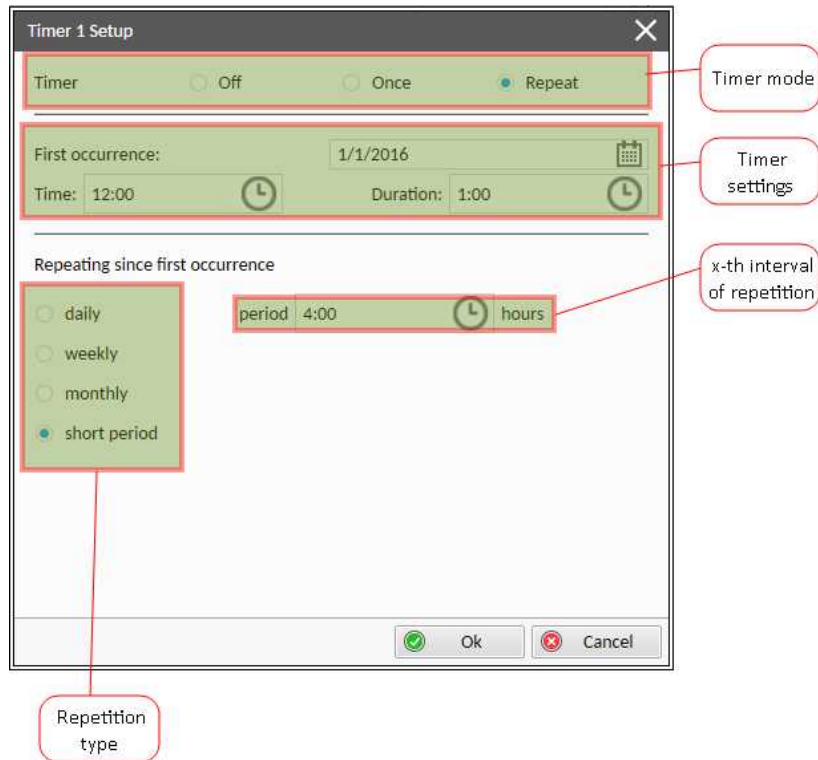 Timer 1 Setup
Timer Off Once Repeat
Timer mode
First occurrence: 1/1/2016
Time: 12:00 Duration: 1:00
Timer
settings
Repeating since first occurrence
daily
weekly
monthly
short period
period 4:00 hours
x-th interval
of repetition
Ok Cancel
Repetition
type